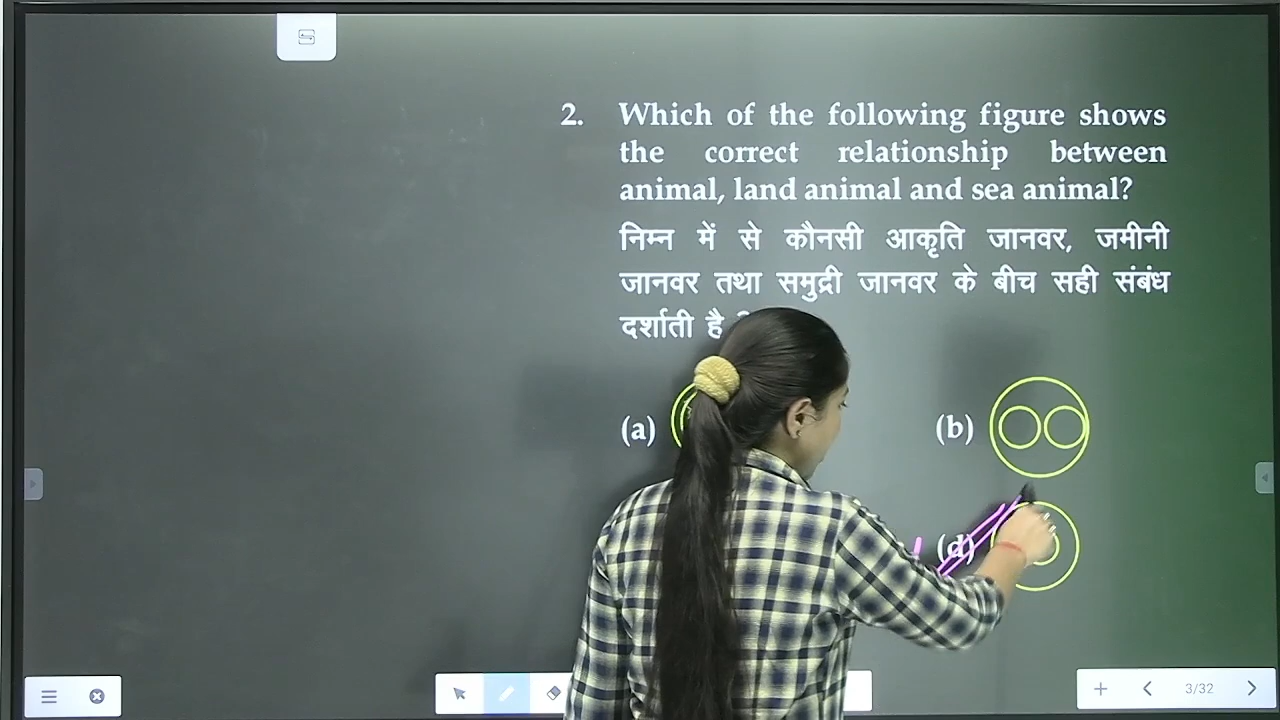 2. Which of the following figure shows
the correct relationship between
animal, land animal and sea animal?
निम्न में से कौनसी आकृति जानवर, जमीनी
जानवर तथा समुद्री जानवर के बीच सही संबंध
दर्शाती है
(a) (b)
(d)
3/32